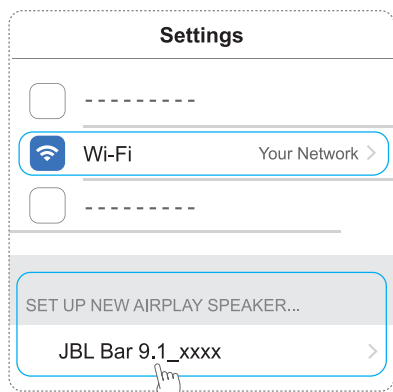 Settings
Wi-Fi Your Network >
SET UP NEW AIRPLAY SPEAKER...
JBL Bar 9.1_xxxx >